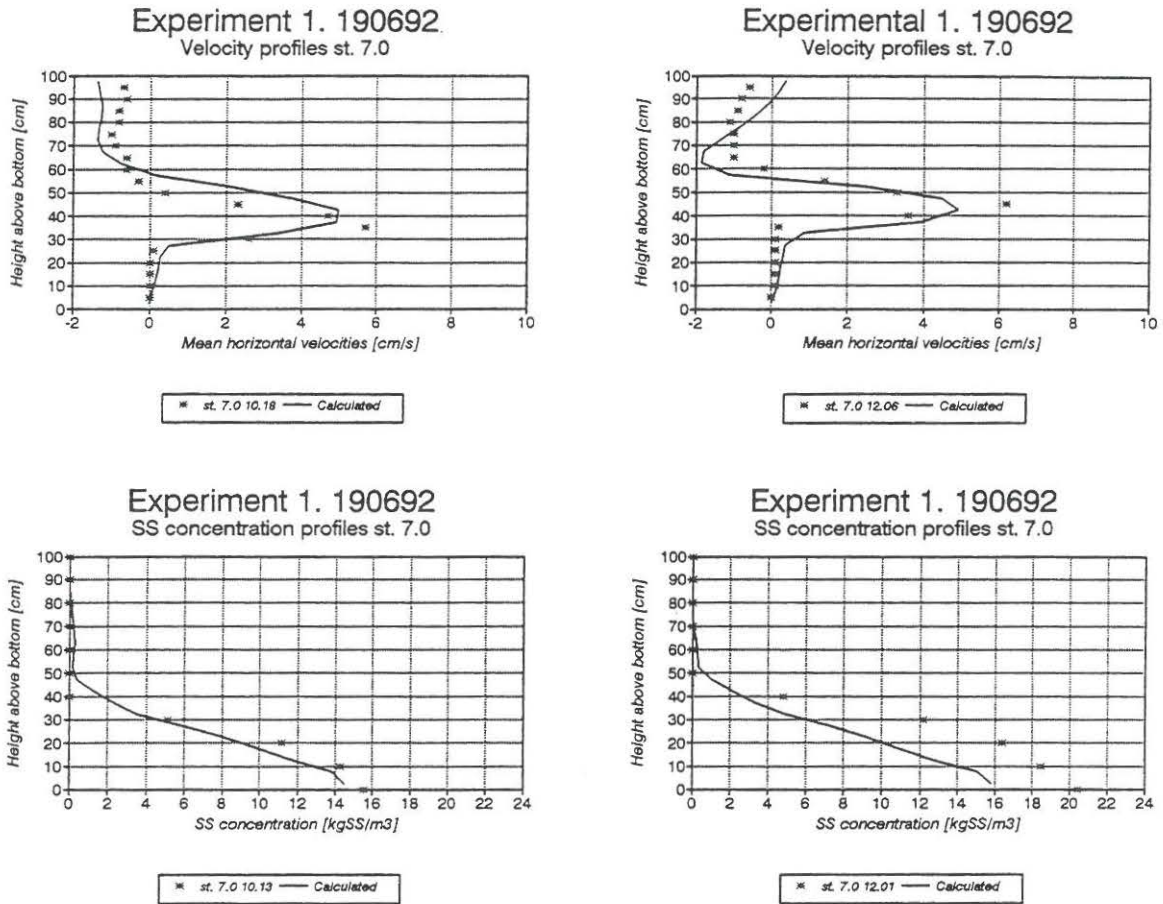 Experiment 1. 190692
Velocity profiles st. 7.0
Height above bottom [cm]
100
90
80
70
60
50
40
30
20
10
0
-2 0 2 4 6 8 10
Mean horizontal velocities [cm/s]
st. 7.0 10.18 Calculated
Experimental 1. 190692
Velocity profiles st. 7.0
Height above bottom [cm]
100
90
80
70
60
50
40
30
20
10
0
-2 0 2 4 6 8 10
Mean horizontal velocities [cm/s]
st. 7.0 12.06 Calculated
Experiment 1. 190692
SS concentration profiles st. 7.0
Height above bottom [cm]
100
90
80
70
60
50
40
30
20
10
0
0 2 4 6 8 10 12 14 16 18 20 22 24
SS concentration [kgSS/m3]
st. 7.0 10.13 Calculated
Experiment 1. 190692
SS concentration profiles st. 7.0
Height above bottom [cm]
100
90
80
70
60
50
40
30
20
10
0
0 2 4 6 8 10 12 14 16 18 20 22 24
SS concentration [kgSS/m3]
st. 7.0 12.01 Calculated